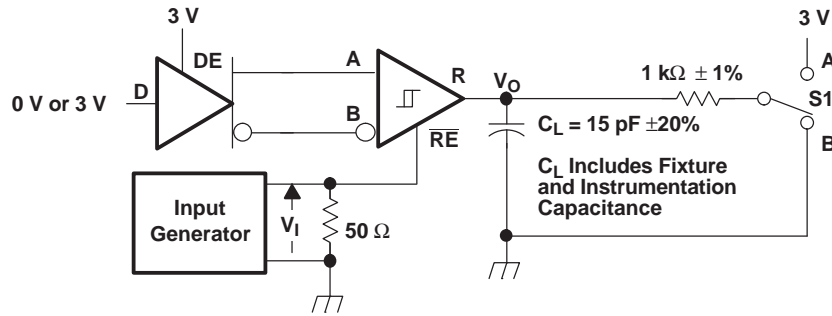 3 V
3 V
DE
A
R
VO
1 kΩ ± 1%
A
0 V or 3 V
D
S1
B
RE
CL = 15 pF ±20%
B
CL Includes Fixture
and Instrumentation
Capacitance
Input
Generator
VI
50 Ω